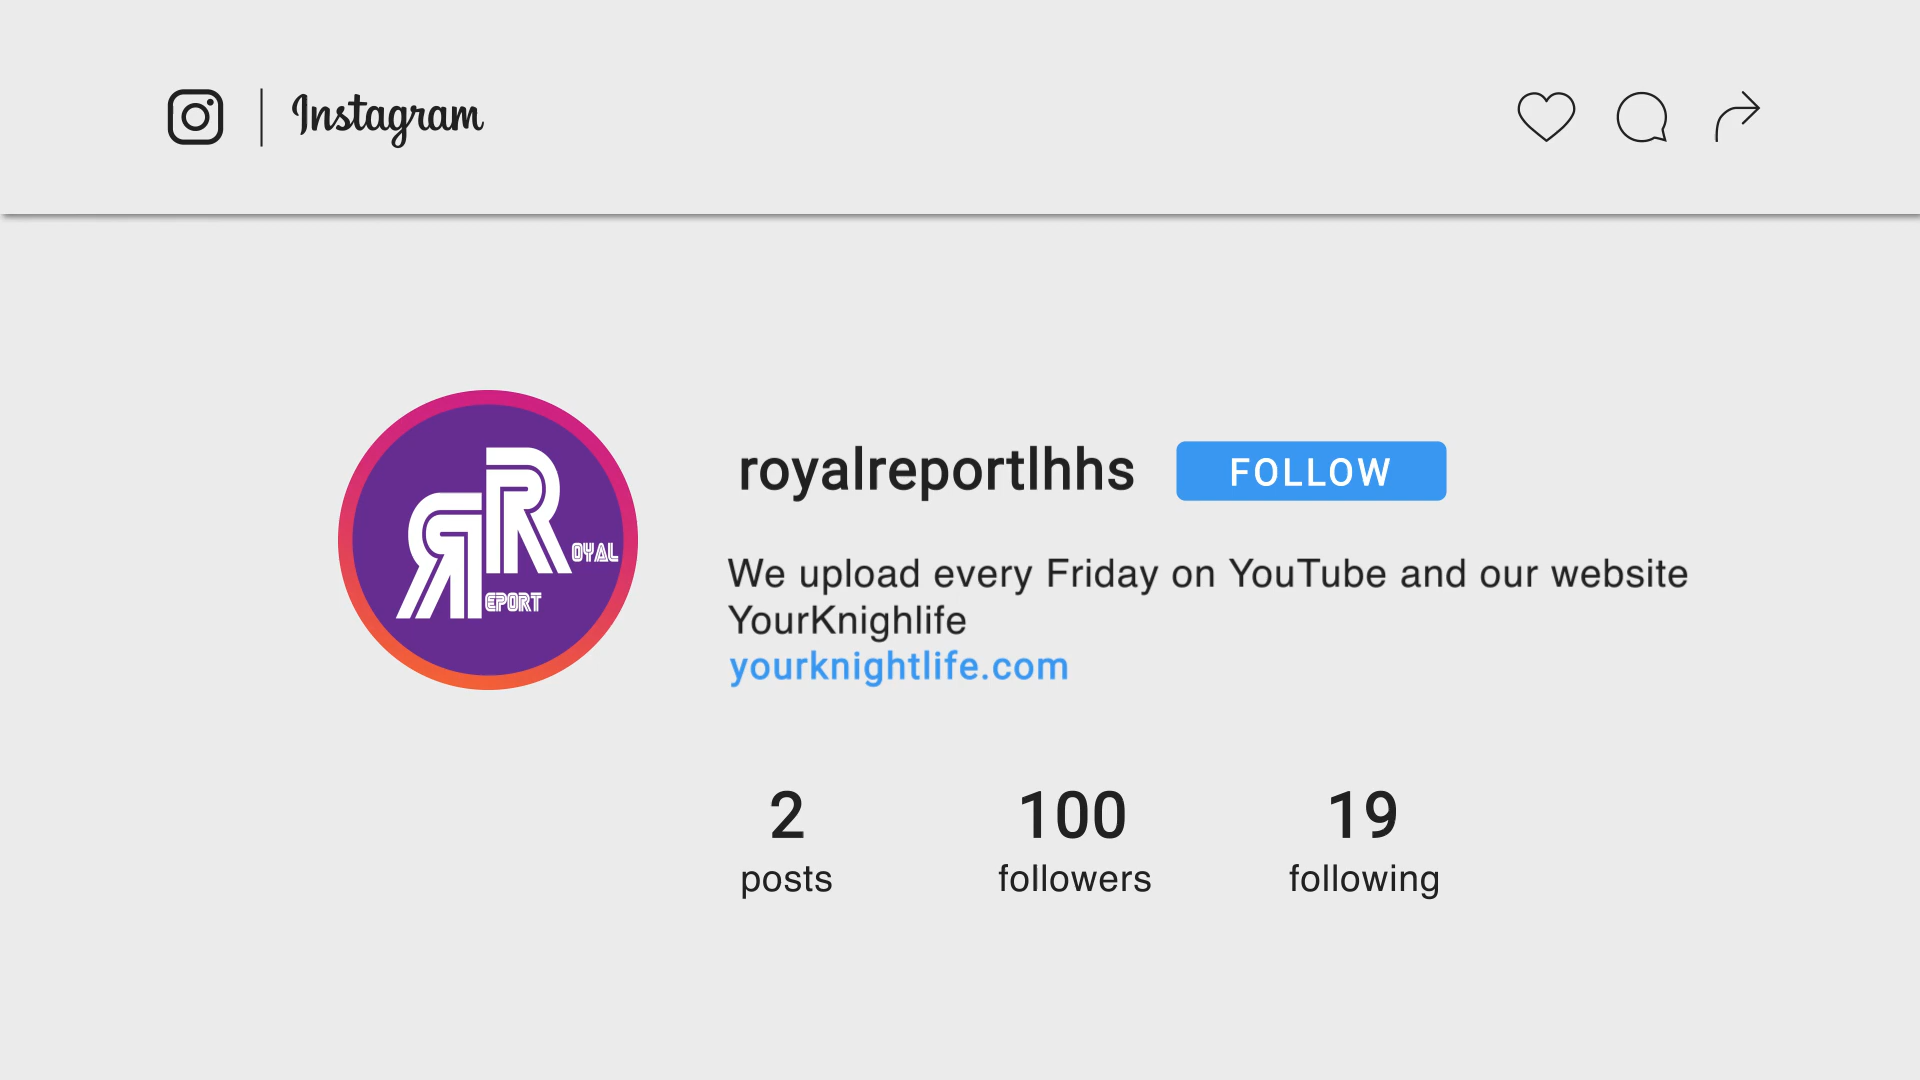 Instagram
RR
OYAL
EPORT
royalreportlhhs
FOLLOW
We upload every Friday on YouTube and our website
YourKnighlife
yourknightlife.com
2 100 19
posts followers following